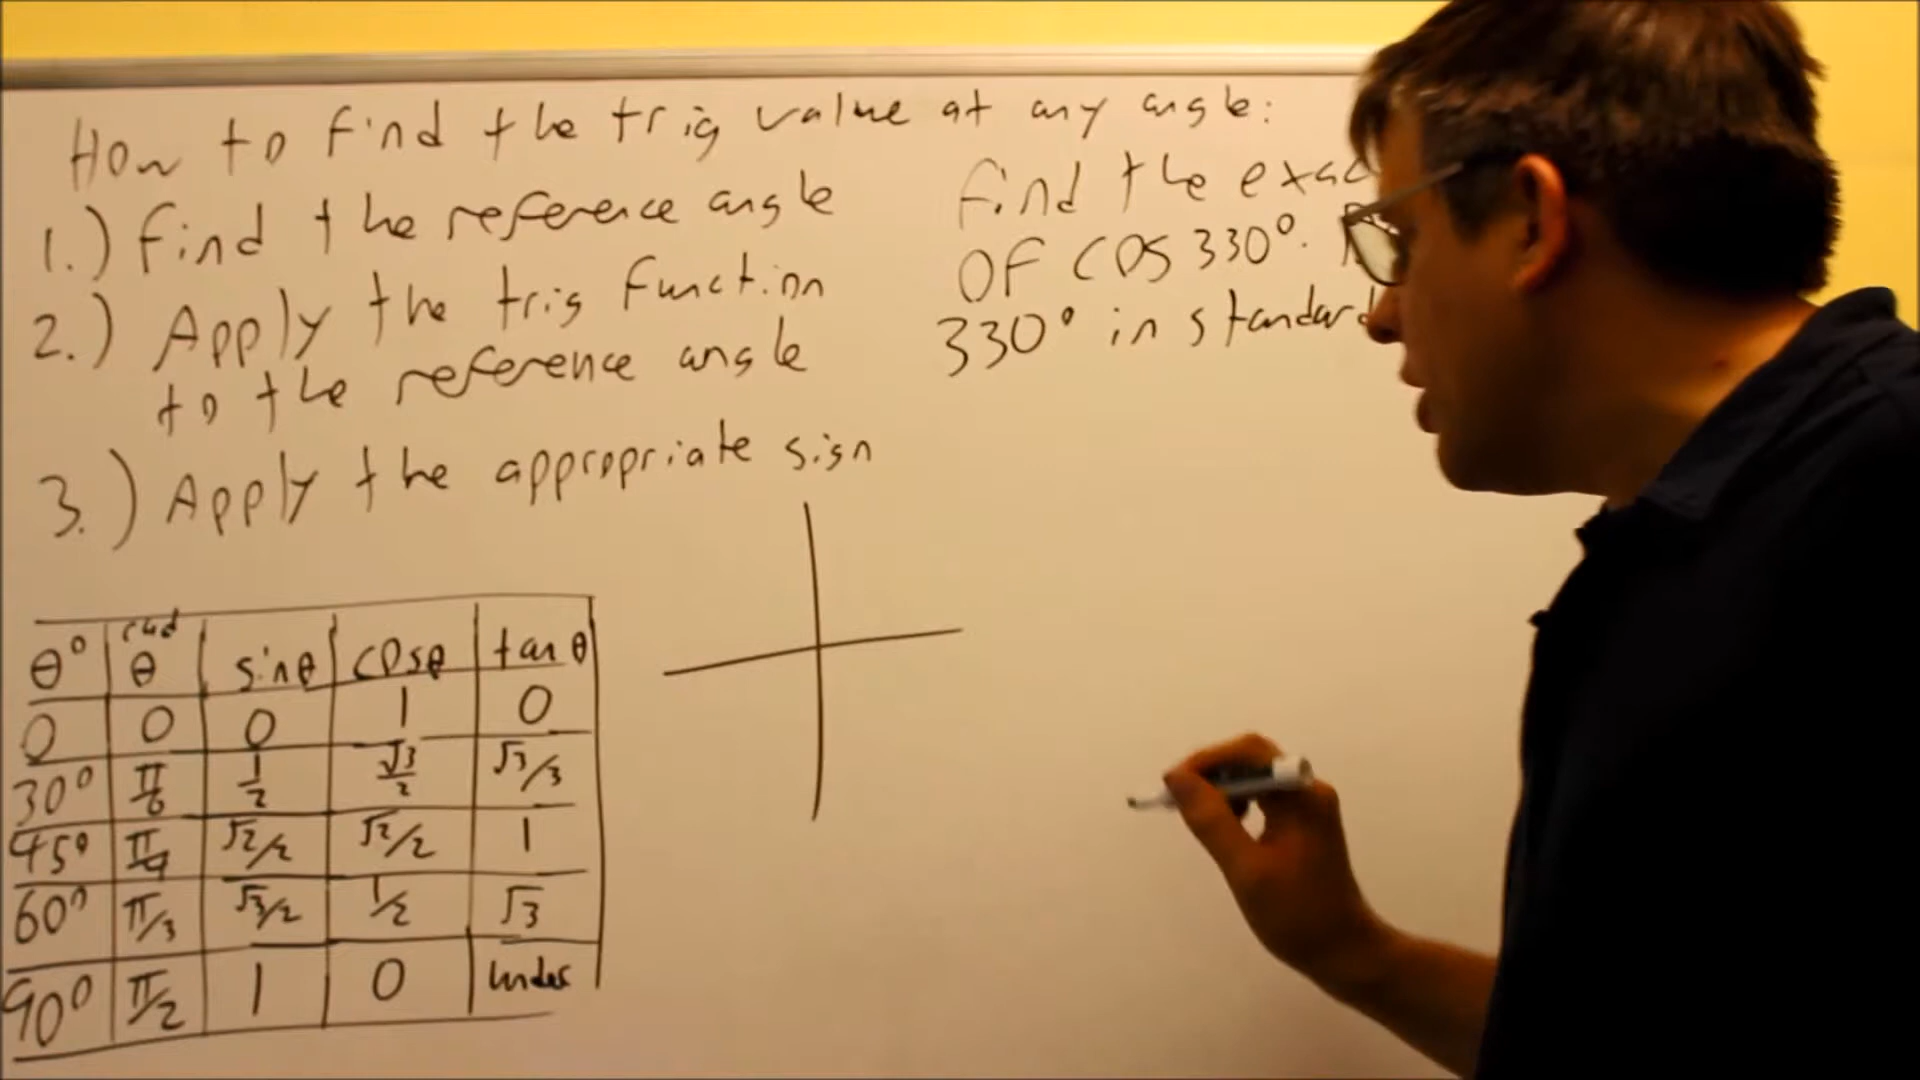 How to find the trig value at any angle:
1.) Find the reference angle
2.) Apply the trig function
to the reference angle
3.) Apply the appropriate sign
Find the exac
OF cos 330°.
330° in standard
θ° rad θ sinθ cosθ tanθ
0 0 0 1 0
30° π/6 1/2 √3/2 √3/3
45° π/4 √2/2 √2/2 1
60° π/3 √3/2 1/2 √3
90° π/2 1 0 undef